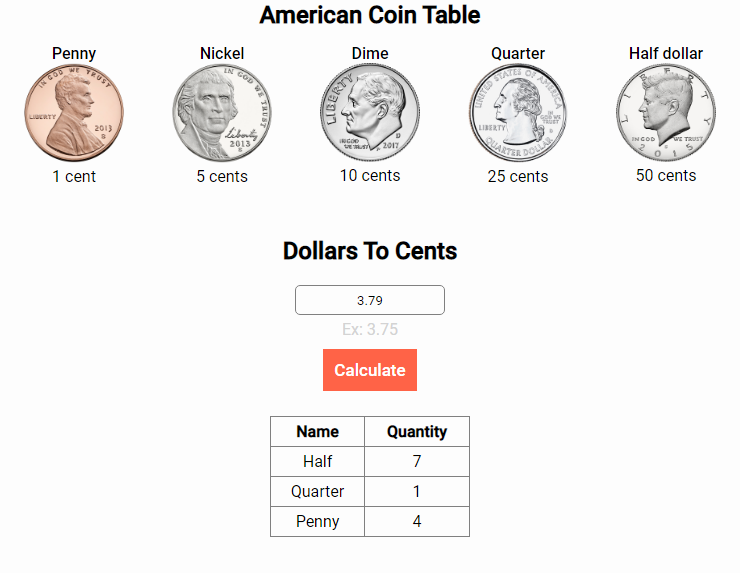 American Coin Table
Penny Nickel Dime Quarter Half dollar
IN GOD WE TRUST
LIBERTY
2013
IN GOD WE TRUST
Liberty
2013
LIBERTY
IN GOD
WE TRUST
2017
UNITED STATES OF AMERICA
LIBERTY
IN
GOD WE
TRUST
QUARTER DOLLAR
LIBERTY
IN GOD WE TRUST
2015
1 cent 5 cents 10 cents 25 cents 50 cents
Dollars To Cents
3.79
Ex: 3.75
Calculate
Name Quantity
Half 7
Quarter 1
Penny 4